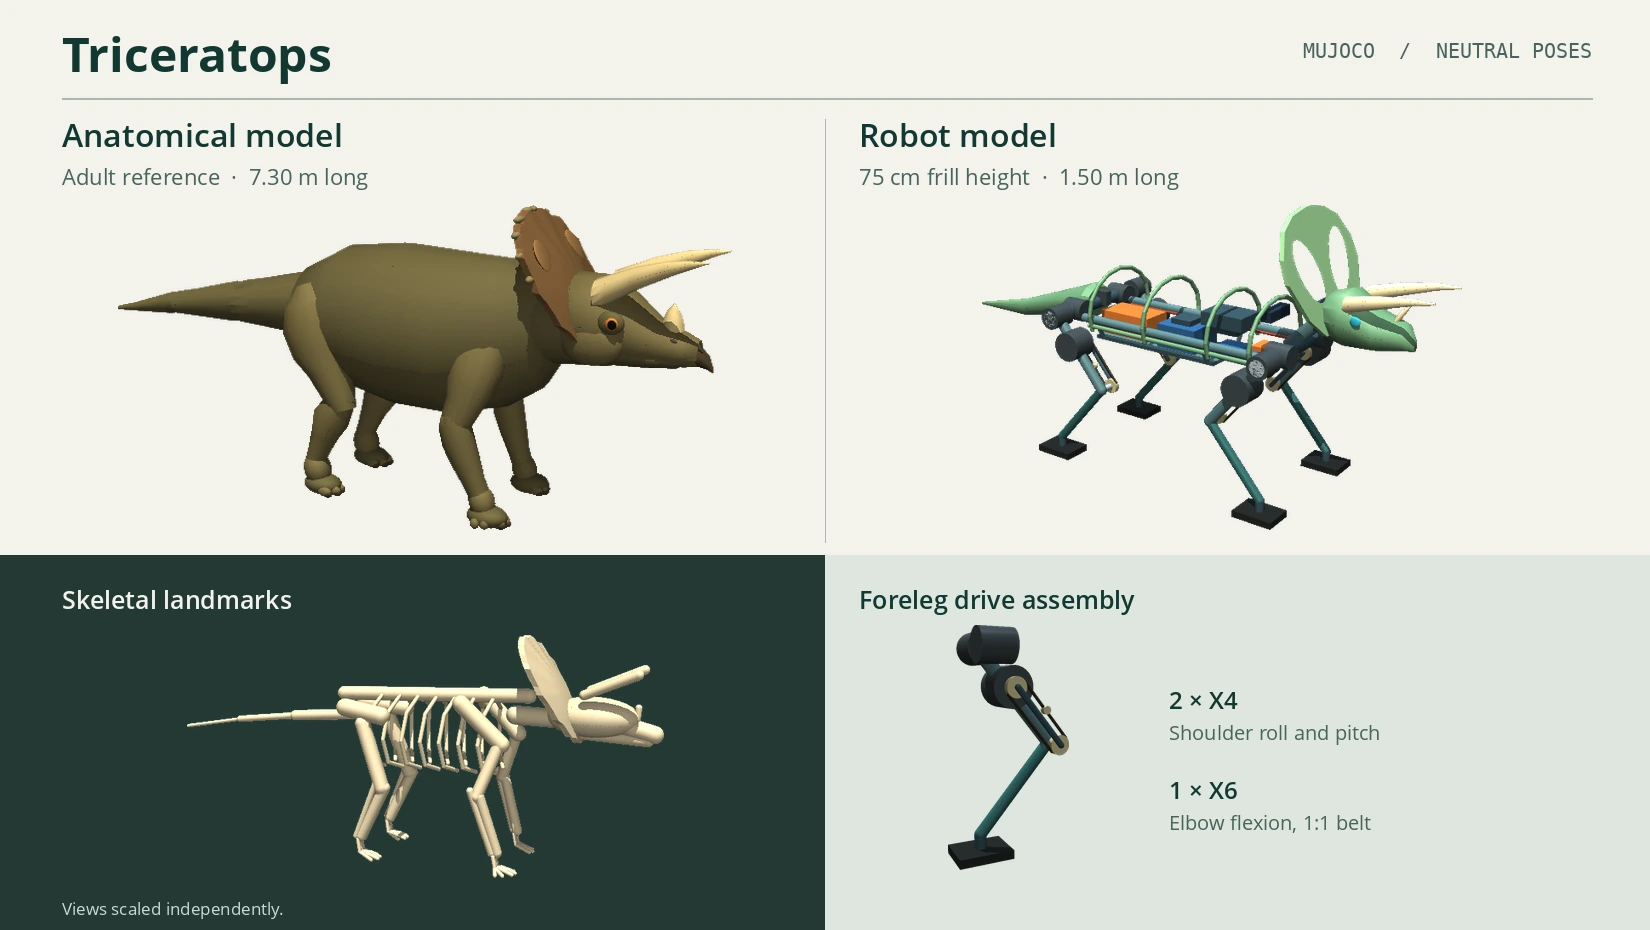 Triceratops
MUJOCO / NEUTRAL POSES
Anatomical model
Adult reference · 7.30 m long
Robot model
75 cm frill height · 1.50 m long
Skeletal landmarks
Views scaled independently.
Foreleg drive assembly
2 × X4
Shoulder roll and pitch
1 × X6
Elbow flexion, 1:1 belt